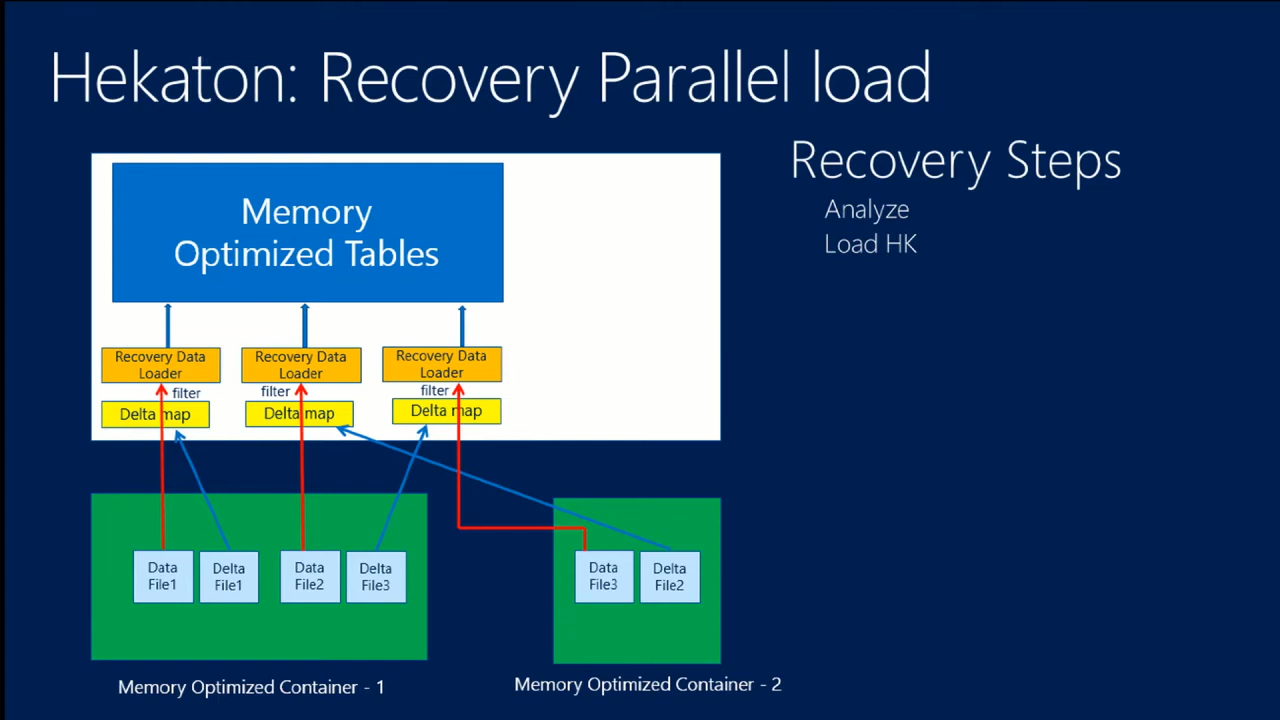 Hekaton: Recovery Parallel load
Recovery Steps
Analyze
Load HK
Memory
Optimized Tables
Recovery Data
Loader
Recovery Data
Loader
Recovery Data
Loader
filter
filter
filter
Delta map
Delta map
Delta map
Data
File1
Delta
File1
Data
File2
Delta
File3
Data
File3
Delta
File2
Memory Optimized Container - 1
Memory Optimized Container - 2